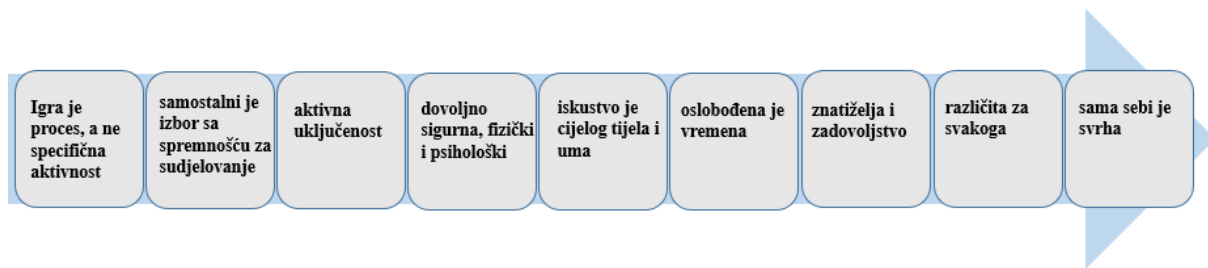 Igra je
proces, a ne
specifična
aktivnost
samostalni je
izbor sa
spremnošću za
sudjelovanje
aktivna
uključenost
dovoljno
sigurna, fizički
i psihološki
iskustvo je
cijelog tijela i
uma
oslobođena je
vremena
znatiželja i
zadovoljstvo
različita za
svakoga
sama sebi je
svrha